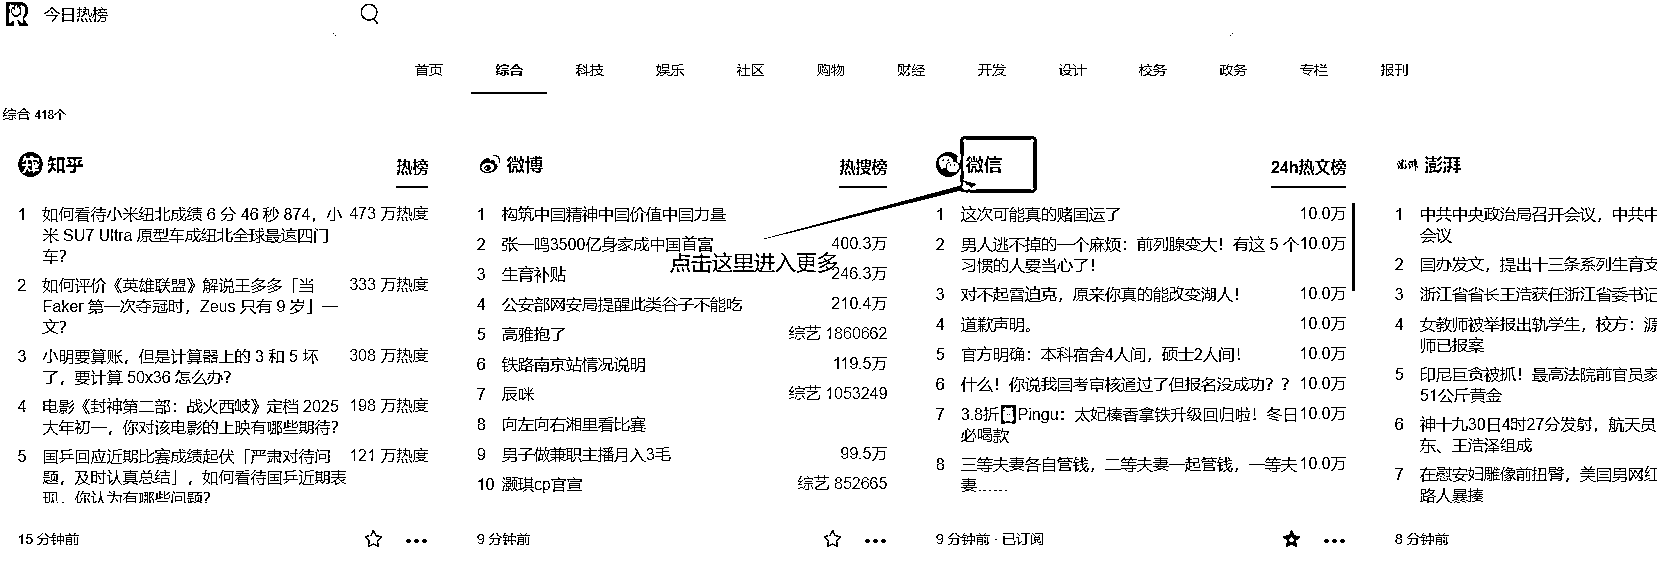 今日热榜
首页 综合 科技 娱乐 社区 购物 财经 开发 设计 校务 政务 专栏 报刊
综合 418个
知乎 热榜
1 如何看待小米纽北成绩 6 分 46 秒 874，小 473 万热度
米 SU7 Ultra 原型车成纽北全球最速四门
车？
2 如何评价《英雄联盟》解说王多多「当 333 万热度
Faker 第一次夺冠时，Zeus 只有 9 岁」一
文？
3 小明要算账，但是计算器上的 3 和 5 坏 308 万热度
了，要计算 50x36 怎么办？
4 电影《封神第二部：战火西岐》定档 2025 198 万热度
大年初一，你对该电影的上映有哪些期待？
5 国乒回应近期比赛成绩起伏「严肃对待问 121 万热度
题，及时认真总结」，如何看待国乒近期表
现，你认为有哪些问题？
15 分钟前
微博 热搜榜
1 构筑中国精神中国价值中国力量
2 张一鸣3500亿身家成中国首富 400.3万
点击这里进入更多
3 生育补贴 246.3万
4 公安部网安局提醒此类谷子不能吃 210.4万
5 高雅抱了 综艺 1860662
6 铁路南京站情况说明 119.5万
7 辰咪 综艺 1053249
8 向左向右湘里看比赛
9 男子做兼职主播月入3毛 99.5万
10 灏琪cp官宣 综艺 852665
9 分钟前
微信 24h热文榜
1 这次可能真的赌国运了 10.0万
2 男人逃不掉的一个麻烦：前列腺变大！有这 5 个 10.0万
习惯的人要当心了！
3 对不起雷迪克，原来你真的能改变湖人！ 10.0万
4 道歉声明。 10.0万
5 官方明确：本科宿舍4人间，硕士2人间！ 10.0万
6 什么！你说我国考审核通过了但报名没成功？？ 10.0万
7 3.8折 Pingu：太妃榛香拿铁升级回归啦！冬日 10.0万
必喝款
8 三等夫妻各自管钱，二等夫妻一起管钱，一等夫 10.0万
妻……
9 分钟前 · 已订阅
澎湃 澎湃
1 中共中央政治局召开会议，中共中
会议
2 国办发文，提出十三条系列生育支
3 浙江省省长王浩获任浙江省委书记
4 女教师被举报出轨学生，校方：涉
师已报案
5 印尼巨贪被抓！最高法院前官员家
51公斤黄金
6 神十九30日4时27分发射，航天员
东、王浩泽组成
7 在慰安妇雕像前扭臀，美国男网红
路人暴揍
8 分钟前